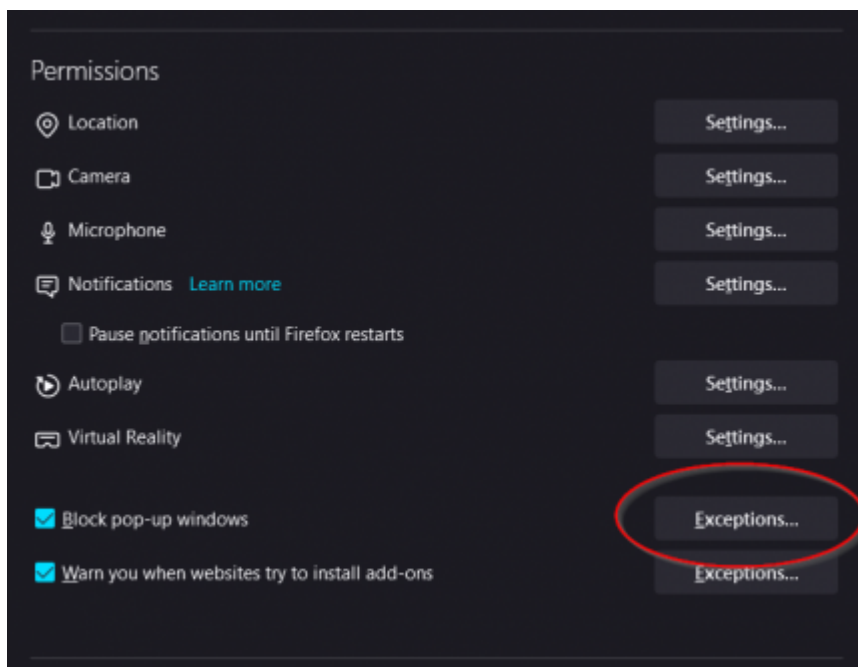 Permissions
Location Settings...
Camera Settings...
Microphone Settings...
Notifications Learn more Settings...
Pause notifications until Firefox restarts
Autoplay Settings...
Virtual Reality Settings...
Block pop-up windows Exceptions...
Warn you when websites try to install add-ons Exceptions...